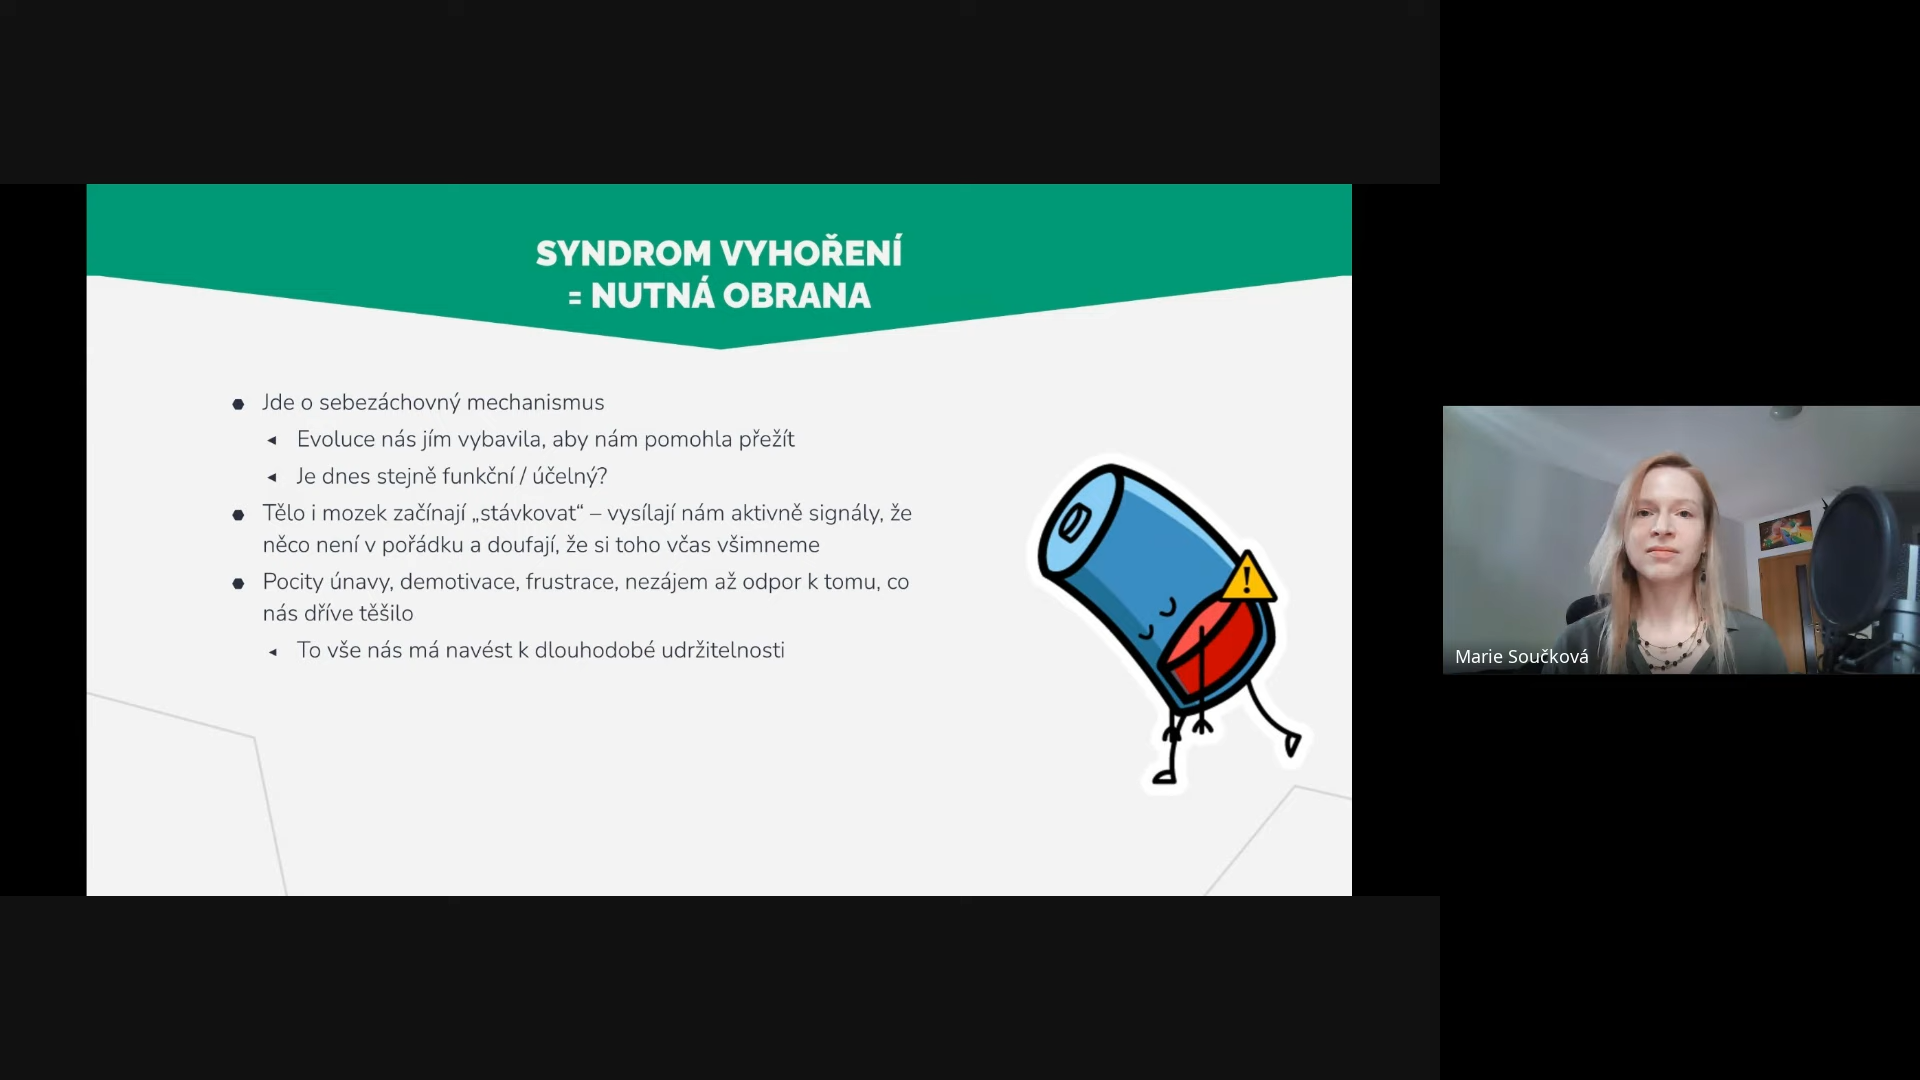 SYNDROM VYHOŘENÍ
= NUTNÁ OBRANA
Jde o sebezáchovný mechanismus
Evoluce nás jím vybavila, aby nám pomohla přežít
Je dnes stejně funkční / účelný?
Tělo i mozek začínají „stávkovat“ – vysílají nám aktivně signály, že
něco není v pořádku a doufají, že si toho včas všimneme
Pocity únavy, demotivace, frustrace, nezájem až odpor k tomu, co
nás dříve těšilo
To vše nás má navést k dlouhodobé udržitelnosti
Marie Součková